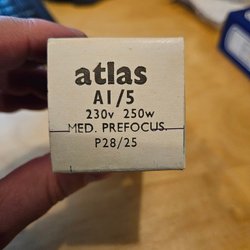 atlas
A1/5
230v 250w
MED. PREFOCUS.
P28/25